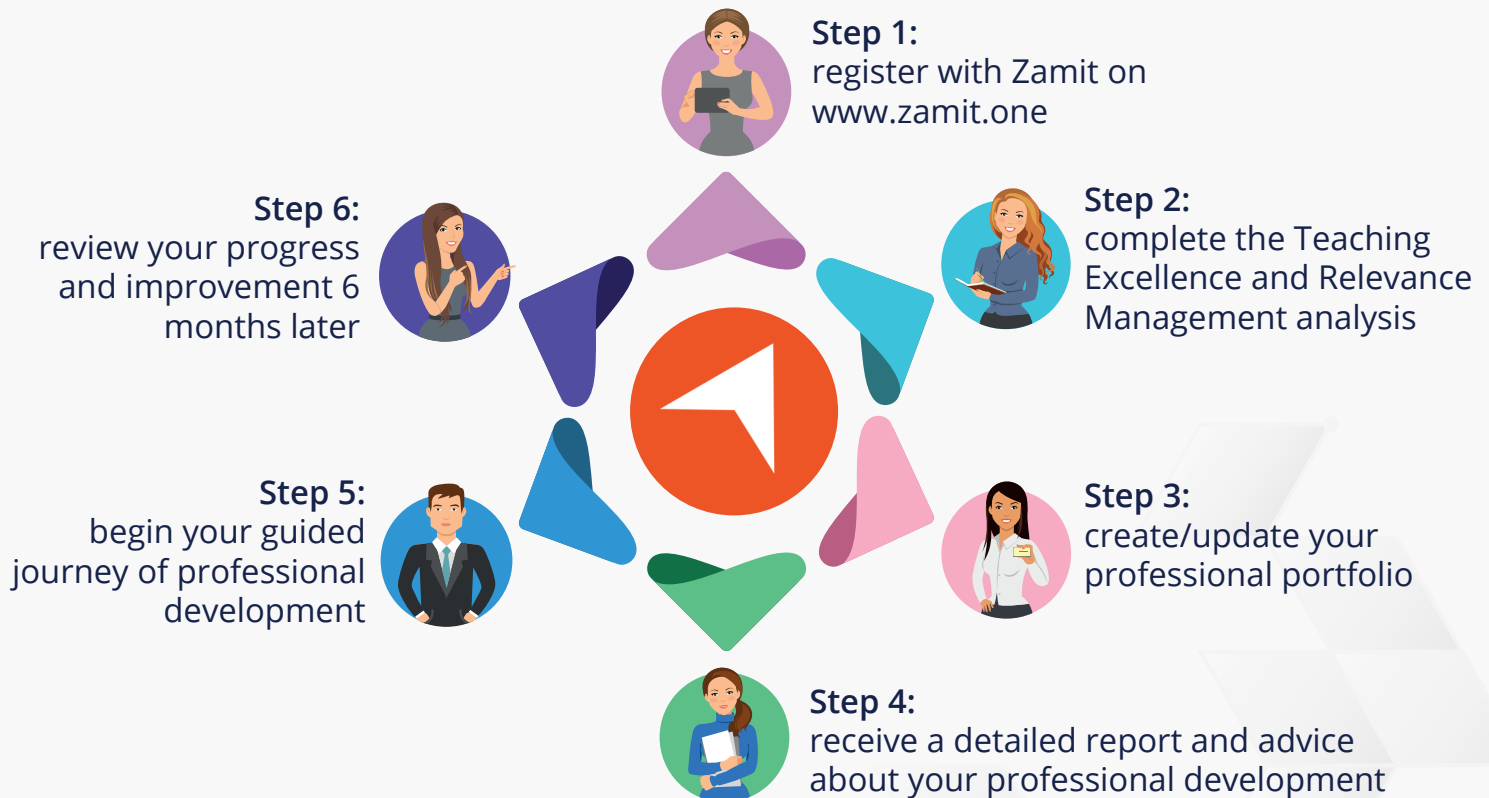 Step 1:
register with Zamit on
www.zamit.one
Step 2:
complete the Teaching
Excellence and Relevance
Management analysis
Step 3:
create/update your
professional portfolio
Step 4:
receive a detailed report and advice
about your professional development
Step 5:
begin your guided
journey of professional
development
Step 6:
review your progress
and improvement 6
months later